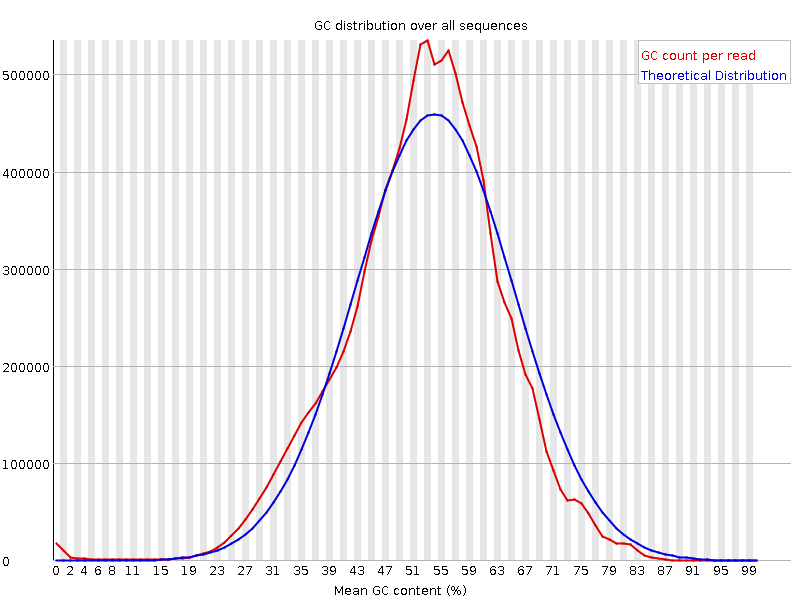 GC distribution over all sequences
GC count per read
Theoretical Distribution
500000
400000
300000
200000
100000
0
0 2 4 6 8 11 15 19 23 27 31 35 39 43 47 51 55 59 63 67 71 75 79 83 87 91 95 99
Mean GC content (%)